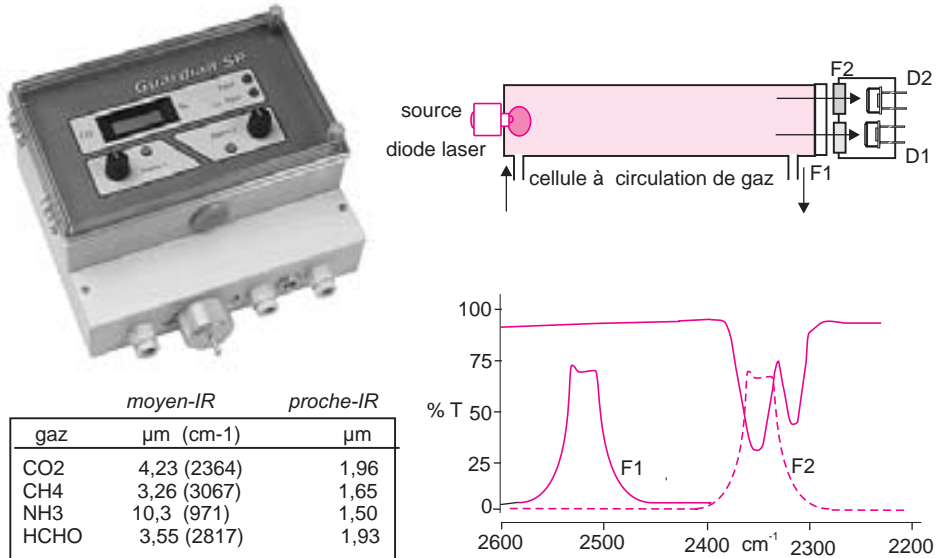 Guardian SP
F2
D2
source
diode laser
D1
cellule à circulation de gaz
F1
moyen-IR proche-IR
gaz µm (cm-1) µm
CO2 4,23 (2364) 1,96
CH4 3,26 (3067) 1,65
NH3 10,3 (971) 1,50
HCHO 3,55 (2817) 1,93
100
75
% T 50
25
0
F1 F2
2600 2500 2400 cm-1 2300 2200